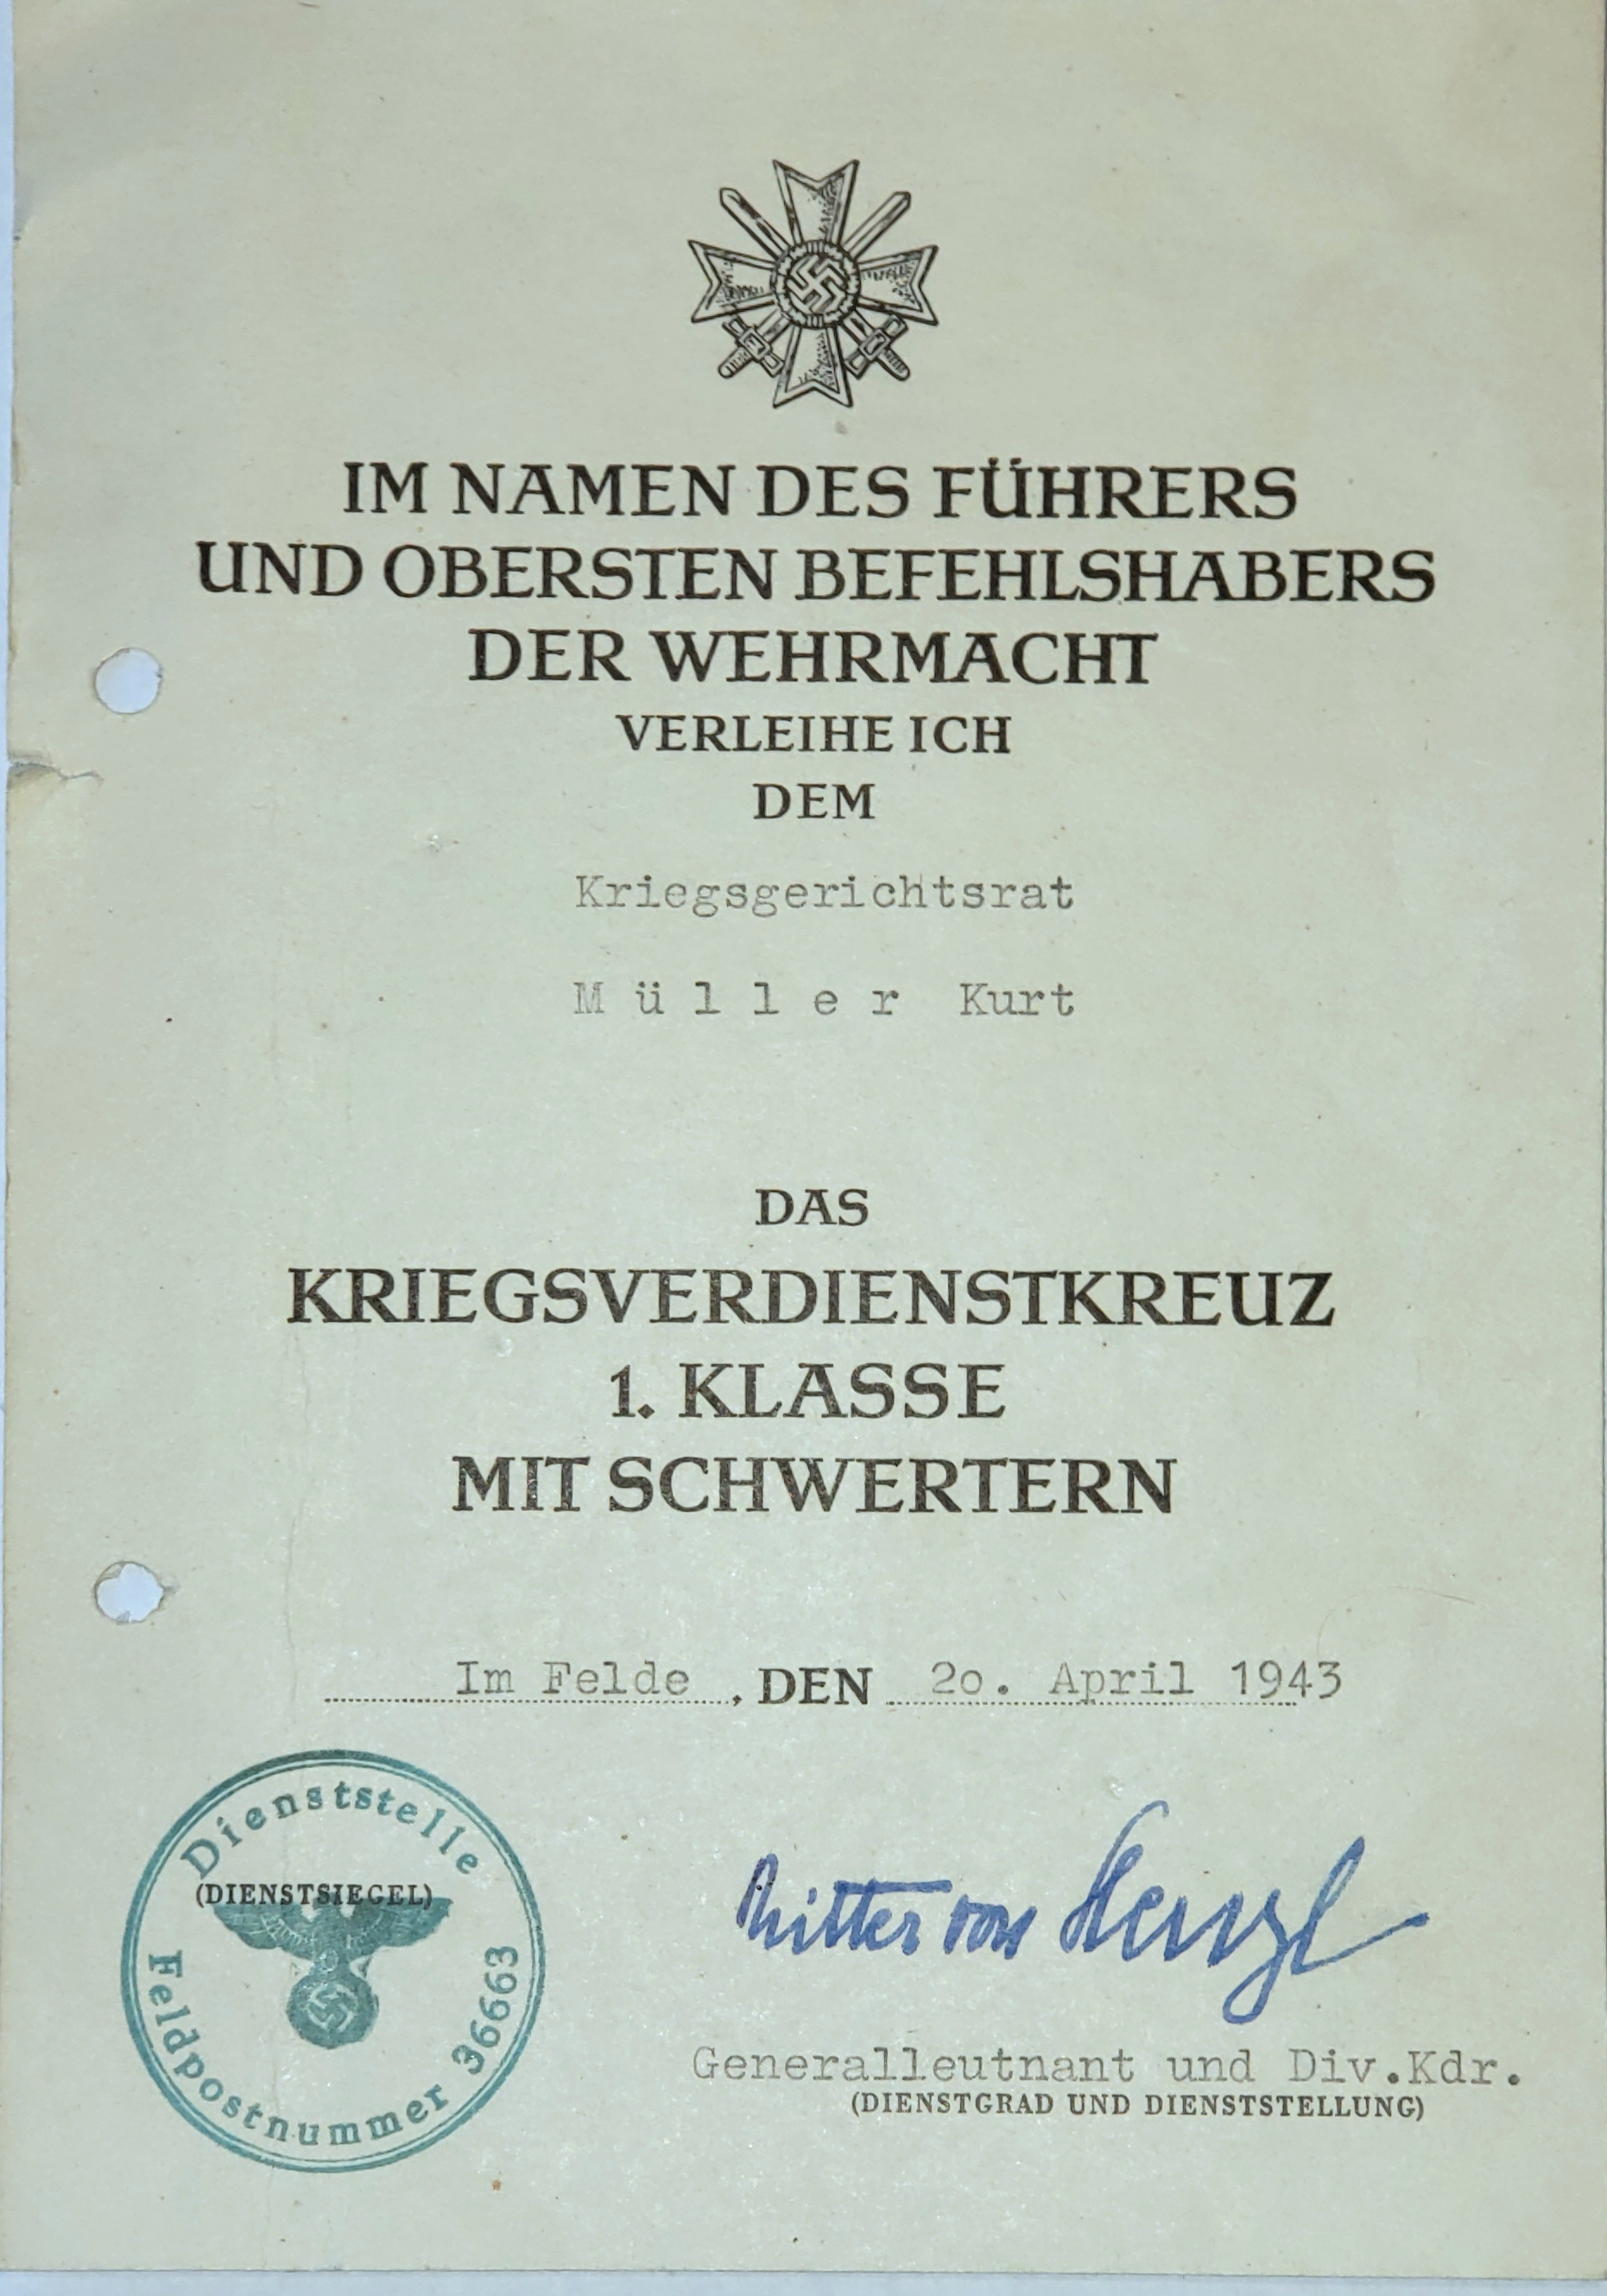 IM NAMEN DES FÜHRERS
UND OBERSTEN BEFEHLSHABERS
DER WEHRMACHT
VERLEIHE ICH
DEM
Kriegsgerichtsrat
M ü l l e r Kurt
DAS
KRIEGSVERDIENSTKREUZ
1. KLASSE
MIT SCHWERTERN
Im Felde, DEN 2o. April 1943
Dienststelle
(DIENSTSIEGEL)
Feldpostnummer 36663
Ritter von Hengl
Generalleutnant und Div.Kdr.
(DIENSTGRAD UND DIENSTSTELLUNG)